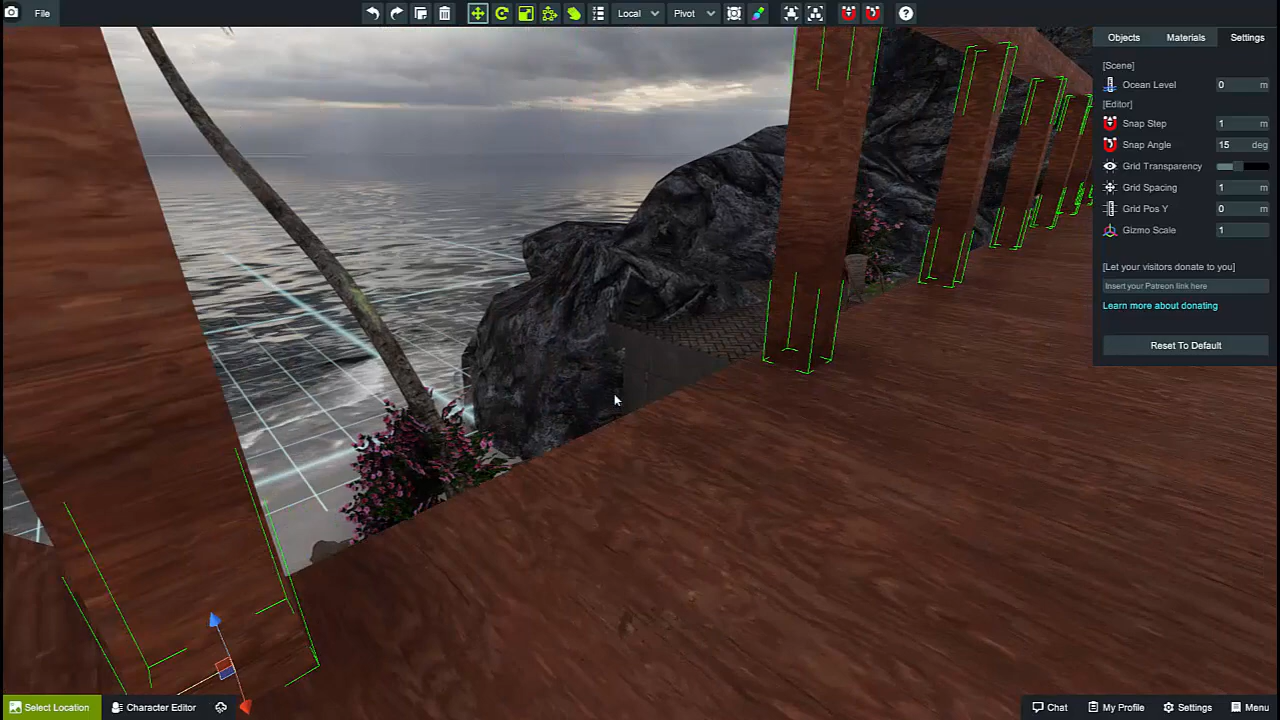 File
Local
Pivot
Objects
Materials
Settings
[Scene]
Ocean Level 0 m
[Editor]
Snap Step 1 m
Snap Angle 15 deg
Grid Transparency
Grid Spacing 1 m
Grid Pos Y 0 m
Gizmo Scale 1
[Let your visitors donate to you]
Insert your Patreon link here
Learn more about donating
Reset To Default
Select Location
Character Editor
Chat
My Profile
Settings
Menu